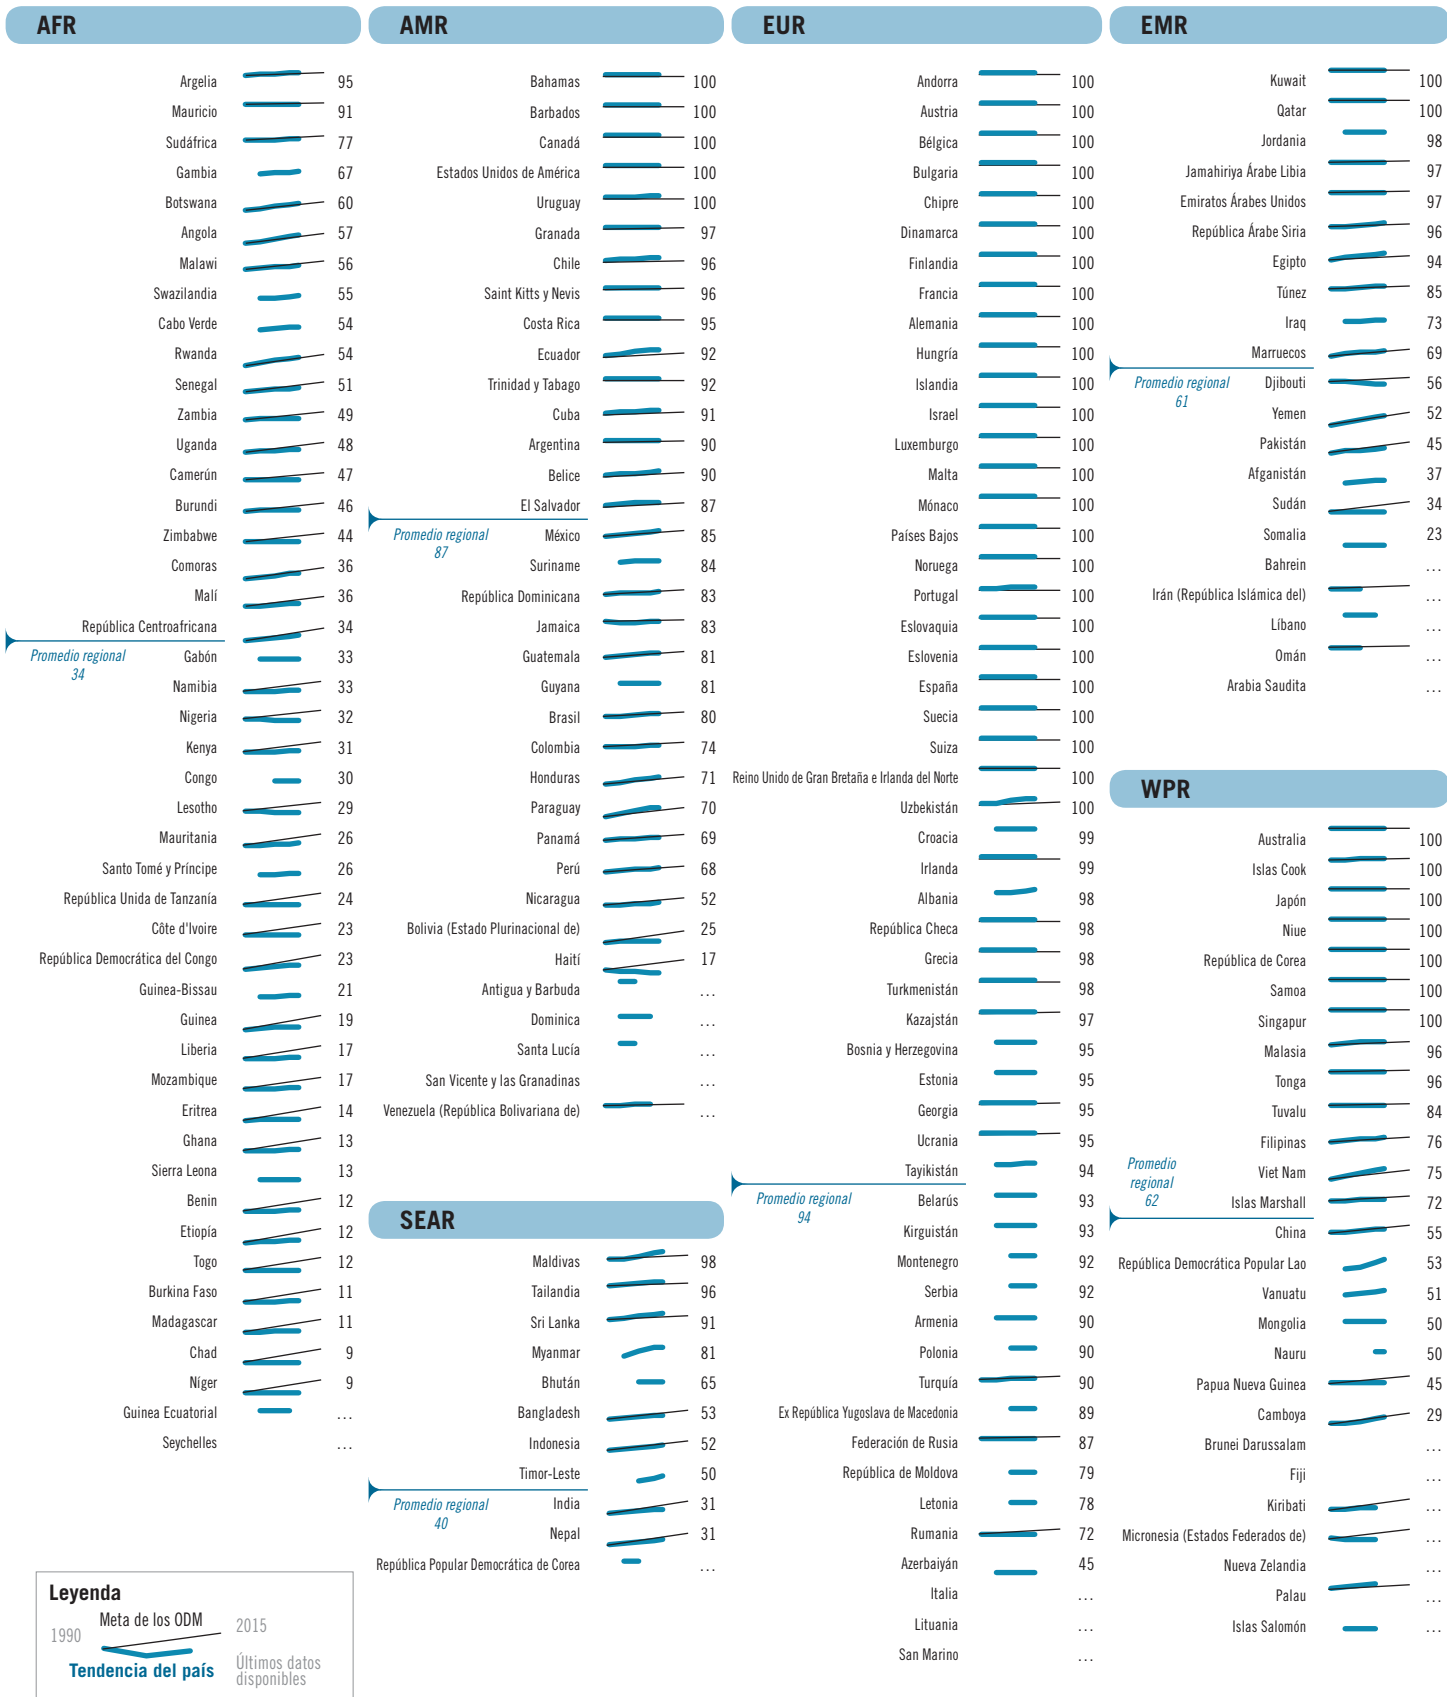 AFR
Argelia 95
Mauricio 91
Sudáfrica 77
Gambia 67
Botswana 60
Angola 57
Malawi 56
Swazilandia 55
Cabo Verde 54
Rwanda 54
Senegal 51
Zambia 49
Uganda 48
Camerún 47
Burundi 46
Zimbabwe 44
Comoras 36
Malí 36
República Centroafricana 34
Promedio regional
34
Gabón 33
Namibia 33
Nigeria 32
Kenya 31
Congo 30
Lesotho 29
Mauritania 26
Santo Tomé y Príncipe 26
República Unida de Tanzanía 24
Côte d'Ivoire 23
República Democrática del Congo 23
Guinea-Bissau 21
Guinea 19
Liberia 17
Mozambique 17
Eritrea 14
Ghana 13
Sierra Leona 13
Benin 12
Etiopía 12
Togo 12
Burkina Faso 11
Madagascar 11
Chad 9
Níger 9
Guinea Ecuatorial ...
Seychelles ...
Leyenda
Meta de los ODM
1990
2015
Tendencia del país
Últimos datos
disponibles
AMR
Bahamas 100
Barbados 100
Canadá 100
Estados Unidos de América 100
Uruguay 100
Granada 97
Chile 96
Saint Kitts y Nevis 96
Costa Rica 95
Ecuador 92
Trinidad y Tabago 92
Cuba 91
Argentina 90
Belice 90
El Salvador 87
Promedio regional
87
México 85
Suriname 84
República Dominicana 83
Jamaica 83
Guatemala 81
Guyana 81
Brasil 80
Colombia 74
Honduras 71
Paraguay 70
Panamá 69
Perú 68
Nicaragua 52
Bolivia (Estado Plurinacional de) 25
Haití 17
Antigua y Barbuda ...
Dominica ...
Santa Lucía ...
San Vicente y las Granadinas ...
Venezuela (República Bolivariana de) ...
SEAR
Maldivas 98
Tailandia 96
Sri Lanka 91
Myanmar 81
Bhután 65
Bangladesh 53
Indonesia 52
Timor-Leste 50
Promedio regional
40
India 31
Nepal 31
República Popular Democrática de Corea ...
EUR
Andorra 100
Austria 100
Bélgica 100
Bulgaria 100
Chipre 100
Dinamarca 100
Finlandia 100
Francia 100
Alemania 100
Hungría 100
Islandia 100
Israel 100
Luxemburgo 100
Malta 100
Mónaco 100
Países Bajos 100
Noruega 100
Portugal 100
Eslovaquia 100
Eslovenia 100
España 100
Suecia 100
Suiza 100
Reino Unido de Gran Bretaña e Irlanda del Norte 100
Uzbekistán 100
Croacia 99
Irlanda 99
Albania 98
República Checa 98
Grecia 98
Turkmenistán 98
Kazajstán 97
Bosnia y Herzegovina 95
Estonia 95
Georgia 95
Ucrania 95
Tayikistán 94
Promedio regional
94
Belarús 93
Kirguistán 93
Montenegro 92
Serbia 92
Armenia 90
Polonia 90
Turquía 90
Ex República Yugoslava de Macedonia 89
Federación de Rusia 87
República de Moldova 79
Letonia 78
Rumania 72
Azerbaiyán 45
Italia ...
Lituania ...
San Marino ...
EMR
Kuwait 100
Qatar 100
Jordania 98
Jamahiriya Árabe Libia 97
Emiratos Árabes Unidos 97
República Árabe Siria 96
Egipto 94
Túnez 85
Iraq 73
Marruecos 69
Promedio regional
61
Djibouti 56
Yemen 52
Pakistán 45
Afganistán 37
Sudán 34
Somalia 23
Bahrein ...
Irán (República Islámica del) ...
Líbano ...
Omán ...
Arabia Saudita ...
WPR
Australia 100
Islas Cook 100
Japón 100
Niue 100
República de Corea 100
Samoa 100
Singapur 100
Malasia 96
Tonga 96
Tuvalu 84
Filipinas 76
Viet Nam 75
Islas Marshall 72
Promedio
regional
62
China 55
República Democrática Popular Lao 53
Vanuatu 51
Mongolia 50
Nauru 50
Papua Nueva Guinea 45
Camboya 29
Brunei Darussalam ...
Fiji ...
Kiribati ...
Micronesia (Estados Federados de) ...
Nueva Zelandia ...
Palau ...
Islas Salomón ...